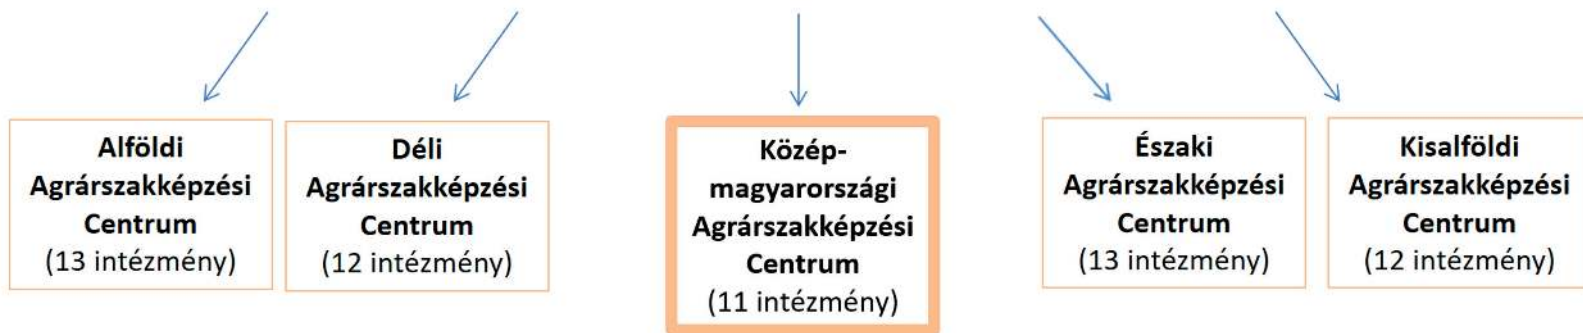 Alföldi
Agrárszakképzési
Centrum
(13 intézmény)
Déli
Agrárszakképzési
Centrum
(12 intézmény)
Közép-
magyarországi
Agrárszakképzési
Centrum
(11 intézmény)
Északi
Agrárszakképzési
Centrum
(13 intézmény)
Kisalföldi
Agrárszakképzési
Centrum
(12 intézmény)